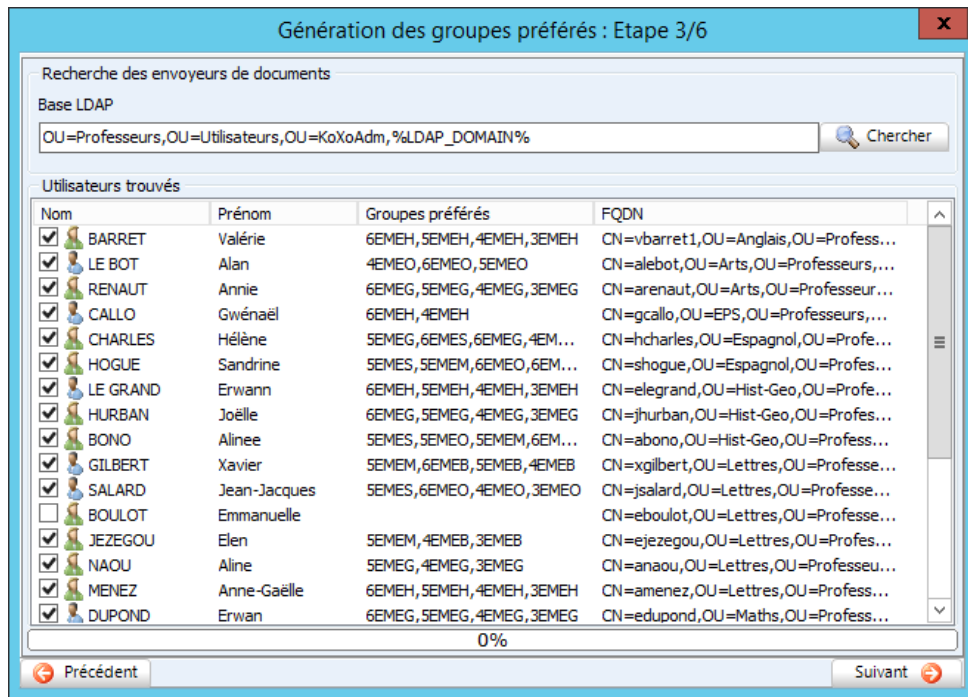 Génération des groupes préférés : Etape 3/6
x
Recherche des envoyeurs de documents
Base LDAP
OU=Professeurs,OU=Utilisateurs,OU=KoXoAdm,%LDAP_DOMAIN%
Chercher
Utilisateurs trouvés
Nom Prénom Groupes préférés FQDN
BARRET Valérie 6EMEH,5EMEH,4EMEH,3EMEH CN=vbarret1,OU=Anglais,OU=Profess...
LE BOT Alan 4EMEO,6EMEO,5EMEO CN=alebot,OU=Arts,OU=Professeurs,...
RENAUT Annie 6EMEG,5EMEG,4EMEG,3EMEG CN=arenaut,OU=Arts,OU=Professeur...
CALLO Gwénaël 6EMEH,4EMEH CN=gcallo,OU=EPS,OU=Professeurs,...
CHARLES Hélène 5EMEG,6EMES,6EMEG,4EM... CN=hcharles,OU=Espagnol,OU=Profe...
HOGUE Sandrine 5EMES,5EMEM,6EMEO,6EM... CN=shogue,OU=Espagnol,OU=Profes...
LE GRAND Erwann 6EMEH,5EMEH,4EMEH,3EMEH CN=elegrand,OU=Hist-Geo,OU=Profe...
HURBAN Joëlle 6EMEG,5EMEG,4EMEG,3EMEG CN=jhurban,OU=Hist-Geo,OU=Profes...
BONO Alinee 5EMES,5EMEO,5EMEM,6EM... CN=abono,OU=Hist-Geo,OU=Profess...
GILBERT Xavier 5EMEM,6EMEB,5EMEB,4EMEB CN=xgilbert,OU=Lettres,OU=Professe...
SALARD Jean-Jacques 5EMES,6EMEO,4EMEO,3EMEO CN=jsalard,OU=Lettres,OU=Professe...
BOULOT Emmanuelle CN=eboulot,OU=Lettres,OU=Professe...
JEZEGOU Elen 5EMEM,4EMEB,3EMEB CN=ejezegou,OU=Lettres,OU=Profes...
NAOU Aline 5EMEG,4EMEG,3EMEG CN=anaou,OU=Lettres,OU=Professeu...
MENEZ Anne-Gaëlle 6EMEH,5EMEH,4EMEH,3EMEH CN=amenez,OU=Lettres,OU=Profess...
DUPOND Erwan 6EMEG,5EMEG,4EMEG,3EMEG CN=edupond,OU=Maths,OU=Profess...
0%
Précédent
Suivant